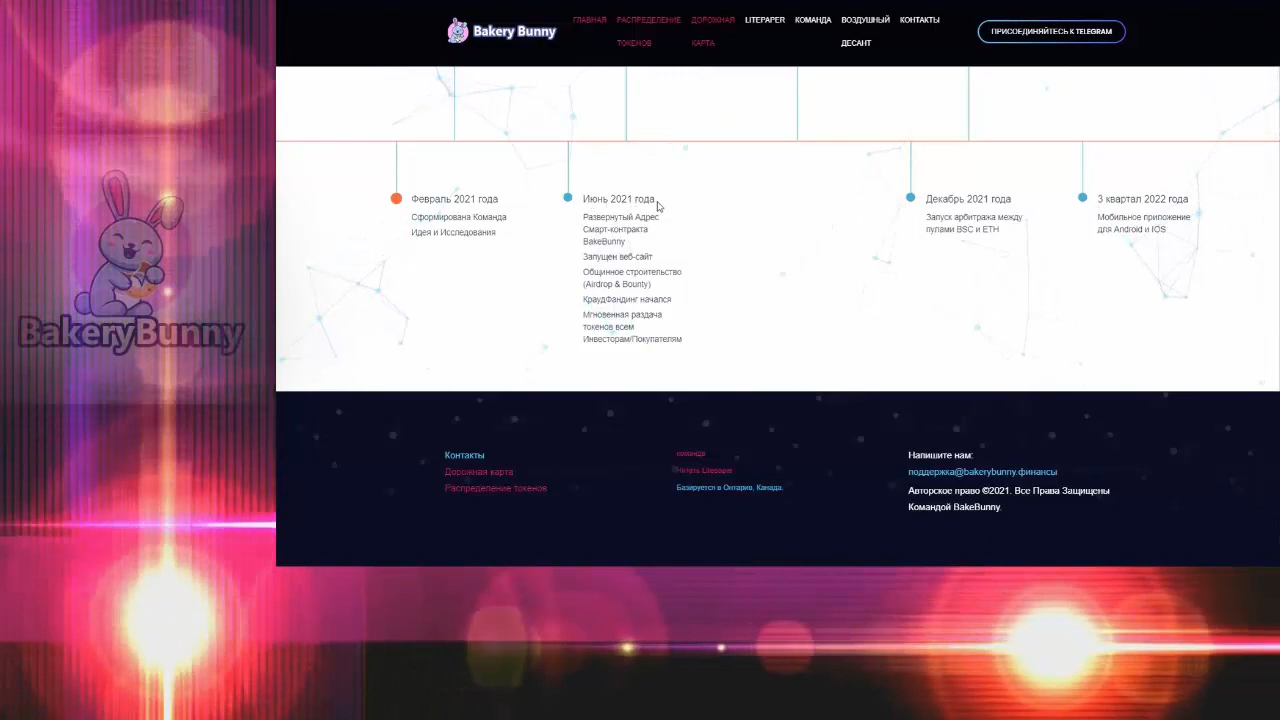 Bakery Bunny
ГЛАВНАЯ
РАСПРЕДЕЛЕНИЕ
ТОКЕНОВ
ДОРОЖНАЯ
КАРТА
LITEPAPER
КОМАНДА
ВОЗДУШНЫЙ
ДЕСАНТ
КОНТАКТЫ
ПРИСОЕДИНЯЙТЕСЬ К TELEGRAM
BakeryBunny
Февраль 2021 года
Сформирована Команда
Идея и Исследования
Июнь 2021 года
Развернутый Адрес
Смарт-контракта
BakeBunny
Запущен веб-сайт
Общинное строительство
(Airdrop & Bounty)
КраудФандинг начался
Мгновенная раздача
токенов всем
Инвесторам/Покупателям
Декабрь 2021 года
Запуск арбитража между
пулами BSC и ETH
3 квартал 2022 года
Мобильное приложение
для Android и IOS
Контакты
Дорожная карта
Распределение токенов
команда
Читать Litepaper
Базируется в Онтарио, Канада.
Напишите нам:
поддержка@bakerybunny.финансы
Авторское право ©2021. Все Права Защищены
Командой BakeBunny.